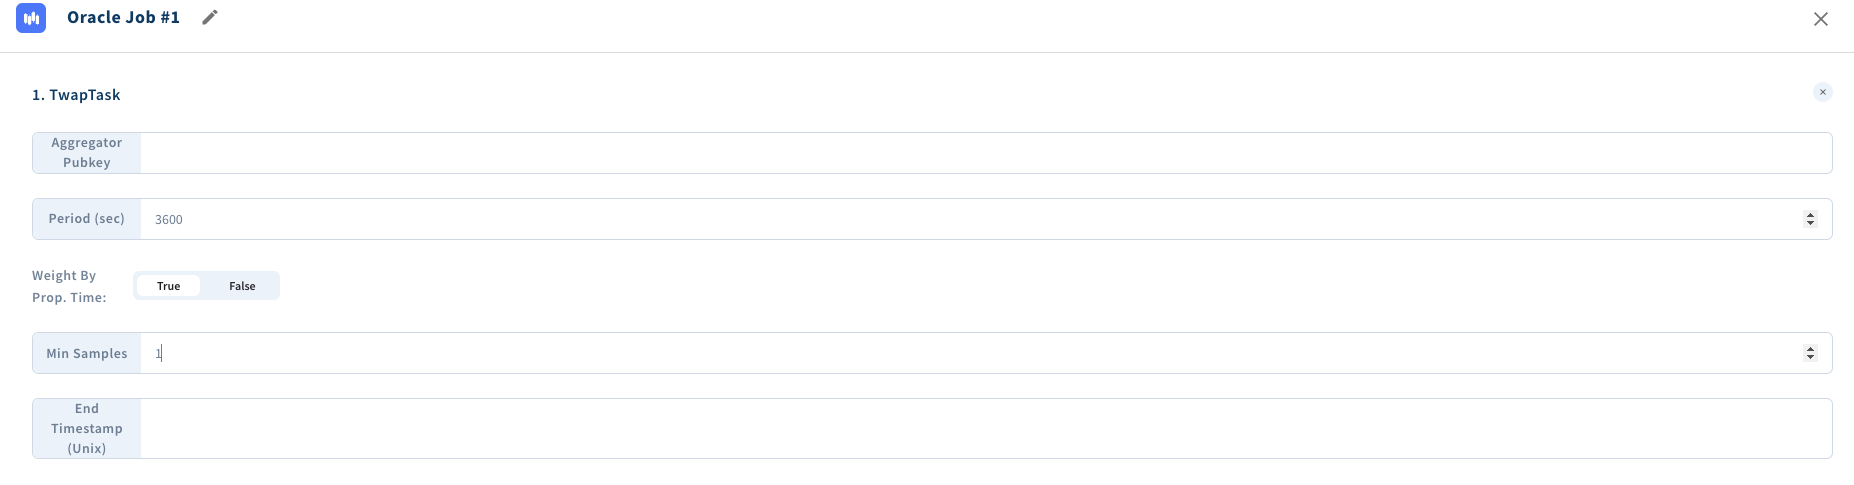 Oracle Job #1
1. TwapTask
Aggregator
Pubkey
Period (sec)
3600
Weight By
Prop. Time:
True
False
Min Samples
1
End
Timestamp
(Unix)